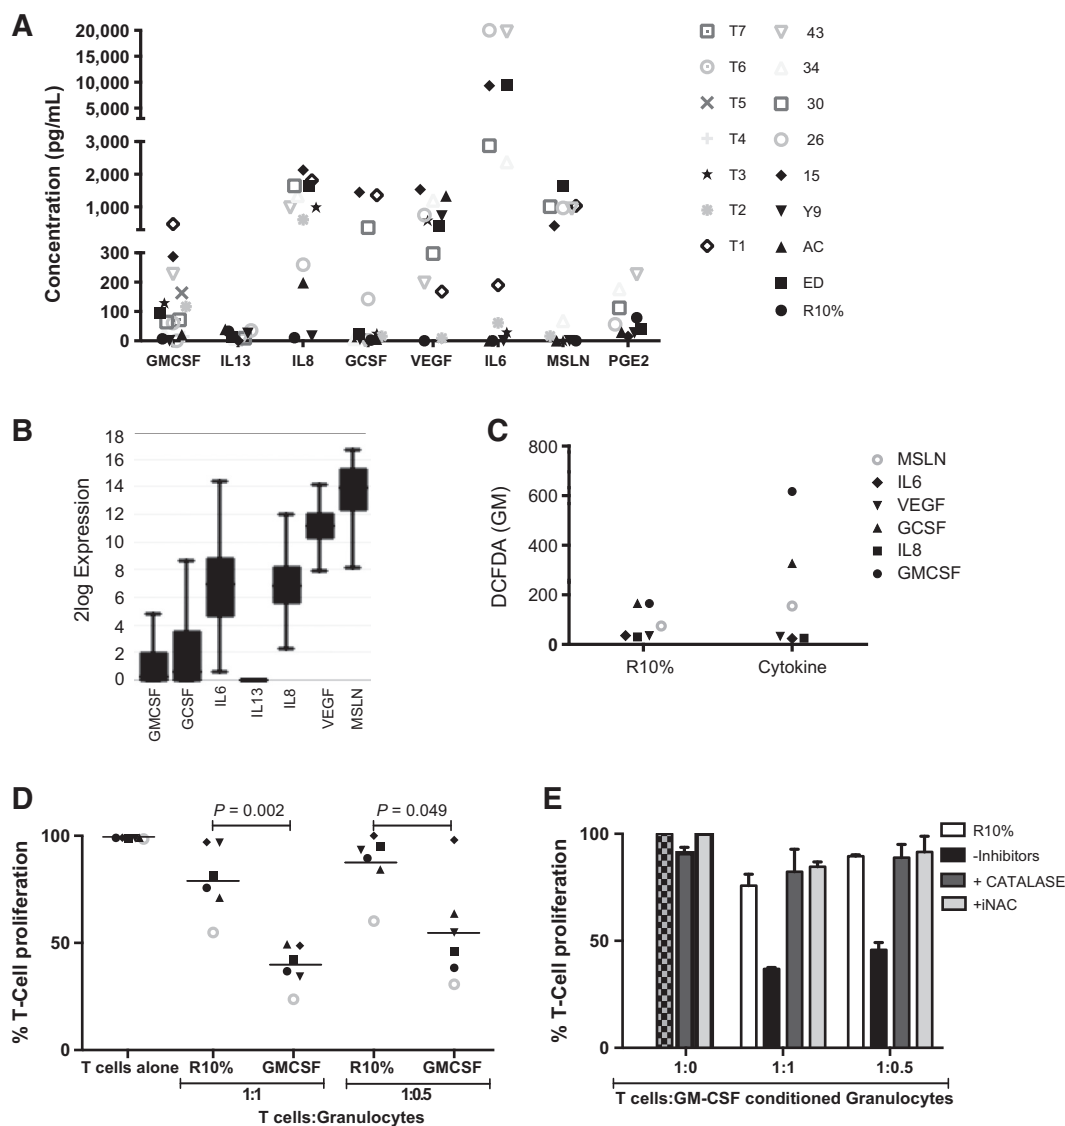 A
Concentration (pg/mL)
20,000
15,000
10,000
5,000
3,000
2,000
1,000
300
200
100
0
GMCSF IL13 IL8 GCSF VEGF IL6 MSLN PGE2
T7 43
T6 34
T5 30
T4 26
T3 15
T2 Y9
T1 AC
ED
R10%
B
2log Expression
18
16
14
12
10
8
6
4
2
0
GMCSF GCSF IL6 IL13 IL8 VEGF MSLN
C
DCFDA (GM)
800
600
400
200
0
R10% Cytokine
MSLN
IL6
VEGF
GCSF
IL8
GMCSF
D
% T-Cell proliferation
P = 0.002 P = 0.049
100
50
0
T cells alone R10% GMCSF R10% GMCSF
1:1 1:0.5
T cells:Granulocytes
E
% T-Cell proliferation
100
50
0
R10%
-Inhibitors
+ CATALASE
+iNAC
1:0 1:1 1:0.5
T cells:GM-CSF conditioned Granulocytes